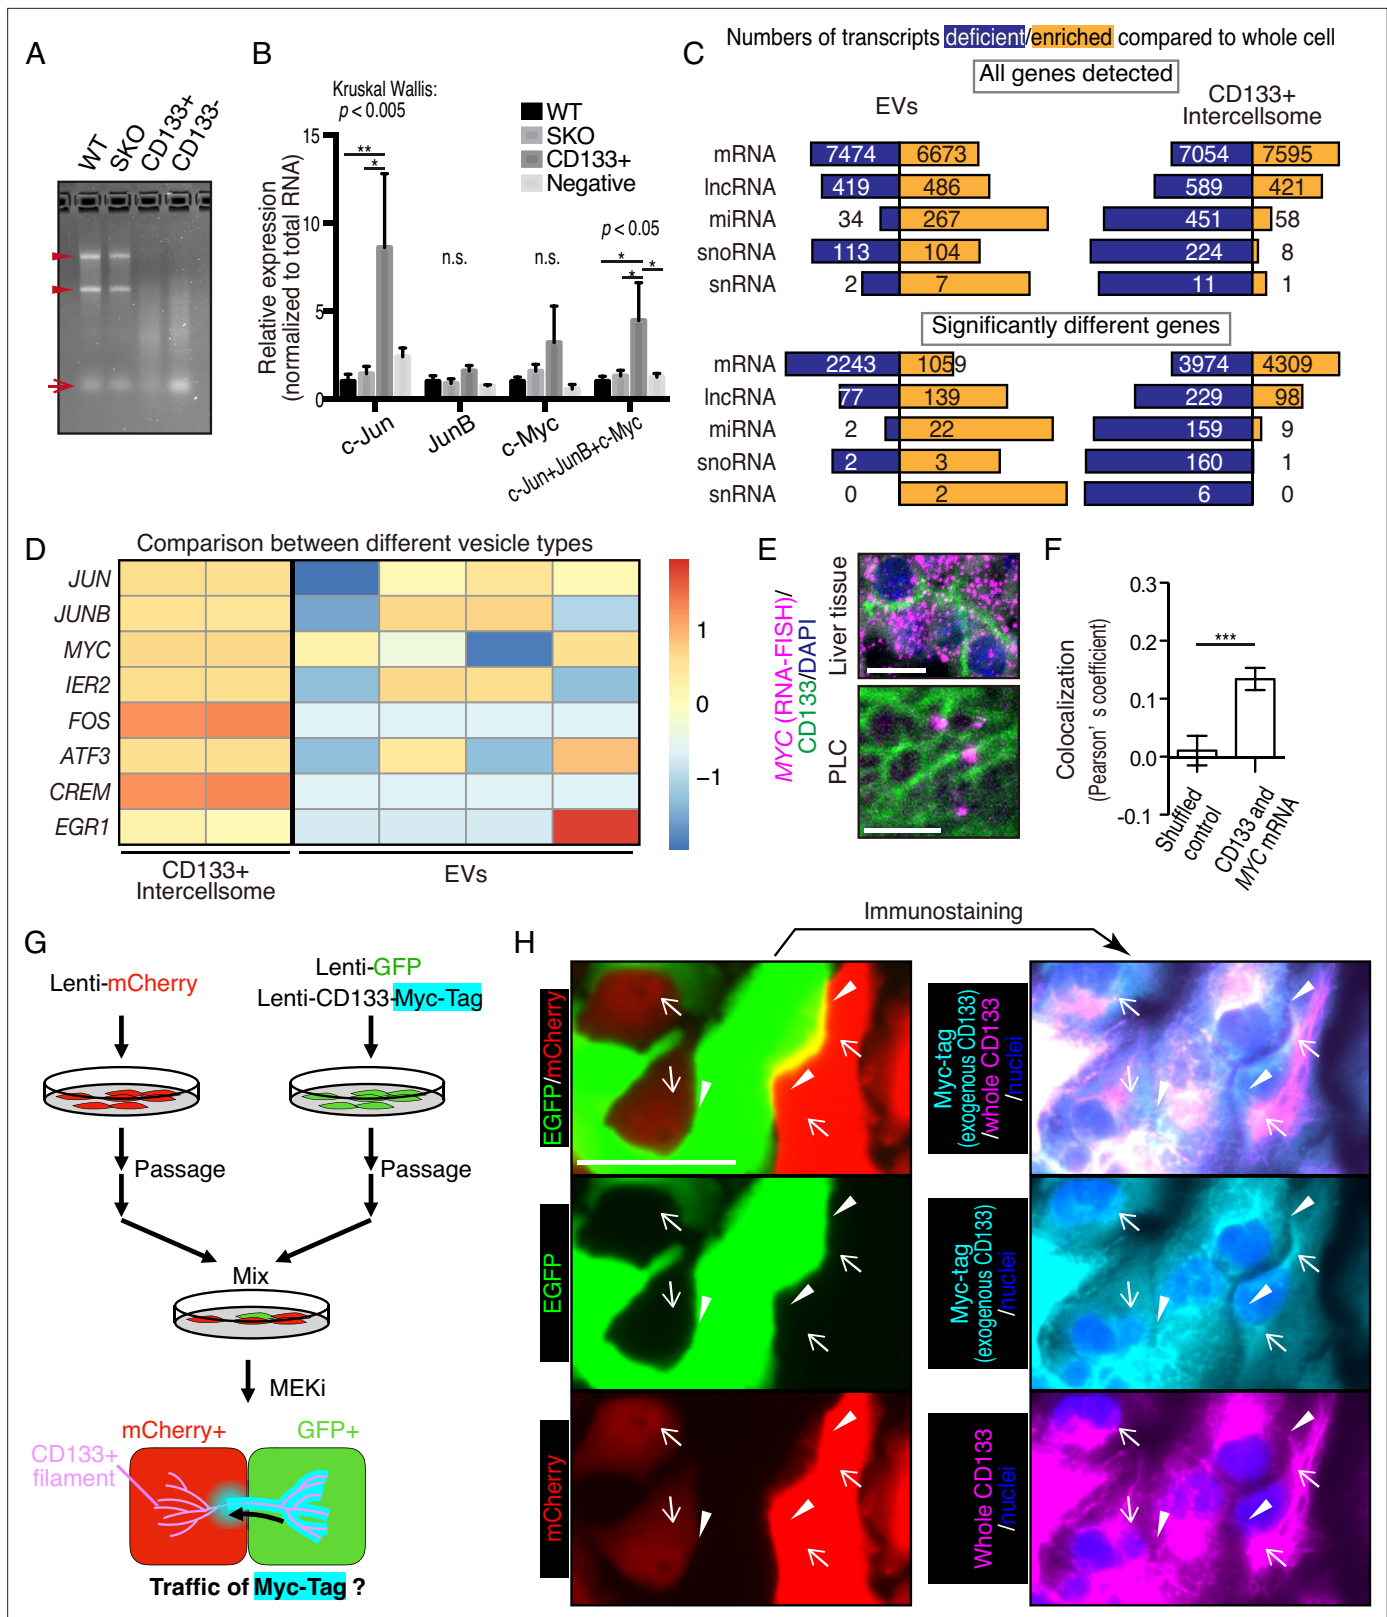 A
WT
SKO
CD133+
CD133-
B
Kruskal Wallis:
p < 0.005
WT
SKO
CD133+
Negative
Relative expression
(normalized to total RNA)
15
10
5
0
**
*
n.s.
n.s.
p < 0.05
*
*
*
c-Jun
JunB
c-Myc
c-Jun+JunB+c-Myc
C
Numbers of transcripts deficient/enriched compared to whole cell
All genes detected
EVs
CD133+
Intercellsome
mRNA 7474 6673 7054 7595
lncRNA 419 486 589 421
miRNA 34 267 451 58
snoRNA 113 104 224 8
snRNA 2 7 11 1
Significantly different genes
mRNA 2243 1059 3974 4309
lncRNA 77 139 229 98
miRNA 2 22 159 9
snoRNA 2 3 160 1
snRNA 0 2 6 0
D
Comparison between different vesicle types
JUN
JUNB
MYC
IER2
FOS
ATF3
CREM
EGR1
1
0
−1
CD133+
Intercellsome
EVs
E
MYC (RNA-FISH)/
CD133/DAPI
Liver tissue
PLC
F
Colocalization
(Pearson's coefficient)
0.3
0.2
0.1
0.0
-0.1
***
Shuffled
control
CD133 and
MYC mRNA
G
Lenti-mCherry
Lenti-GFP
Lenti-CD133-Myc-Tag
Passage
Passage
Mix
MEKi
mCherry+
GFP+
CD133+
filament
Traffic of Myc-Tag ?
H
Immunostaining
EGFP/mCherry
EGFP
mCherry
Myc-tag
(exogenous CD133)
/whole CD133
/nuclei
Myc-tag
(exogenous CD133)
/nuclei
Whole CD133
/nuclei